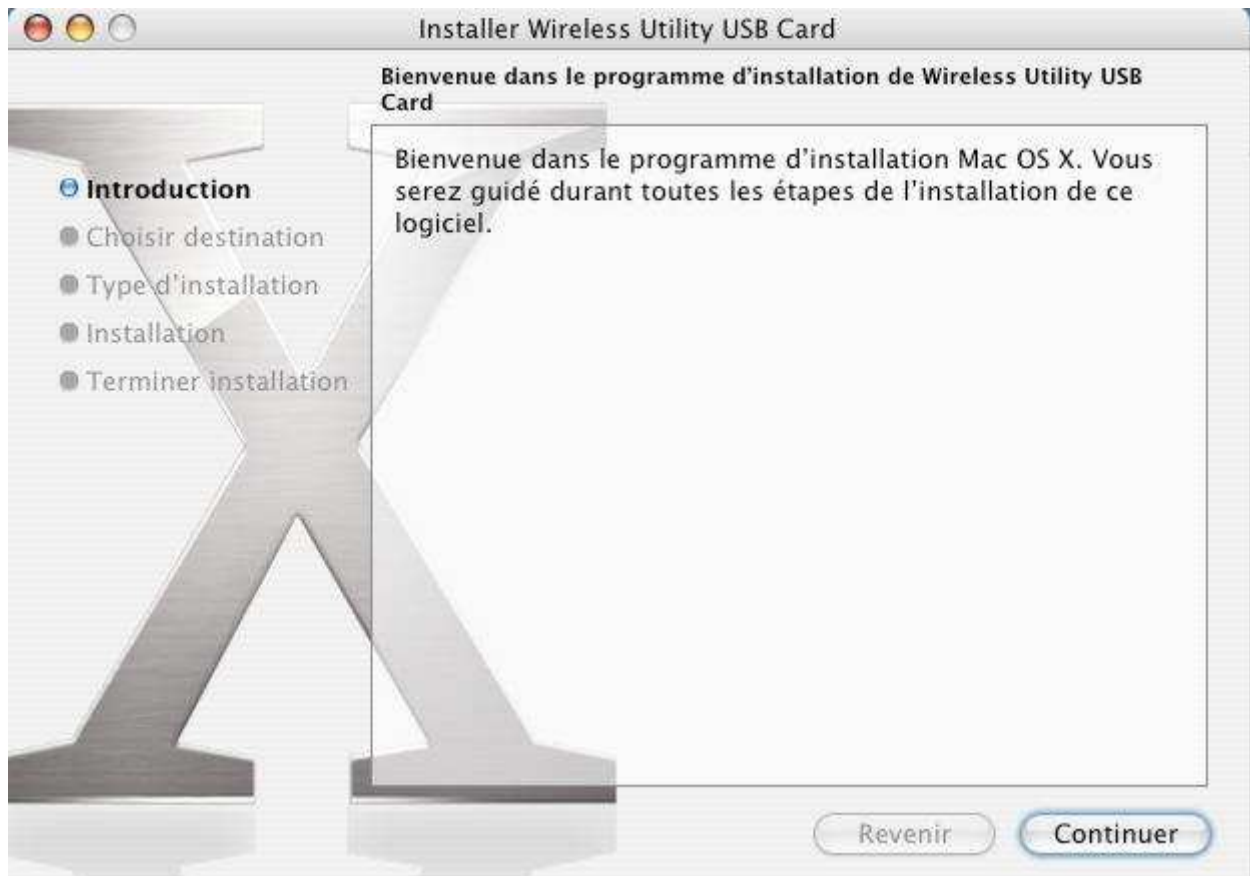 Installer Wireless Utility USB Card
Bienvenue dans le programme d'installation de Wireless Utility USB
Card
Introduction
Choisir destination
Type d'installation
Installation
Terminer installation
Bienvenue dans le programme d'installation Mac OS X. Vous
serez guidé durant toutes les étapes de l'installation de ce
logiciel.
Revenir
Continuer